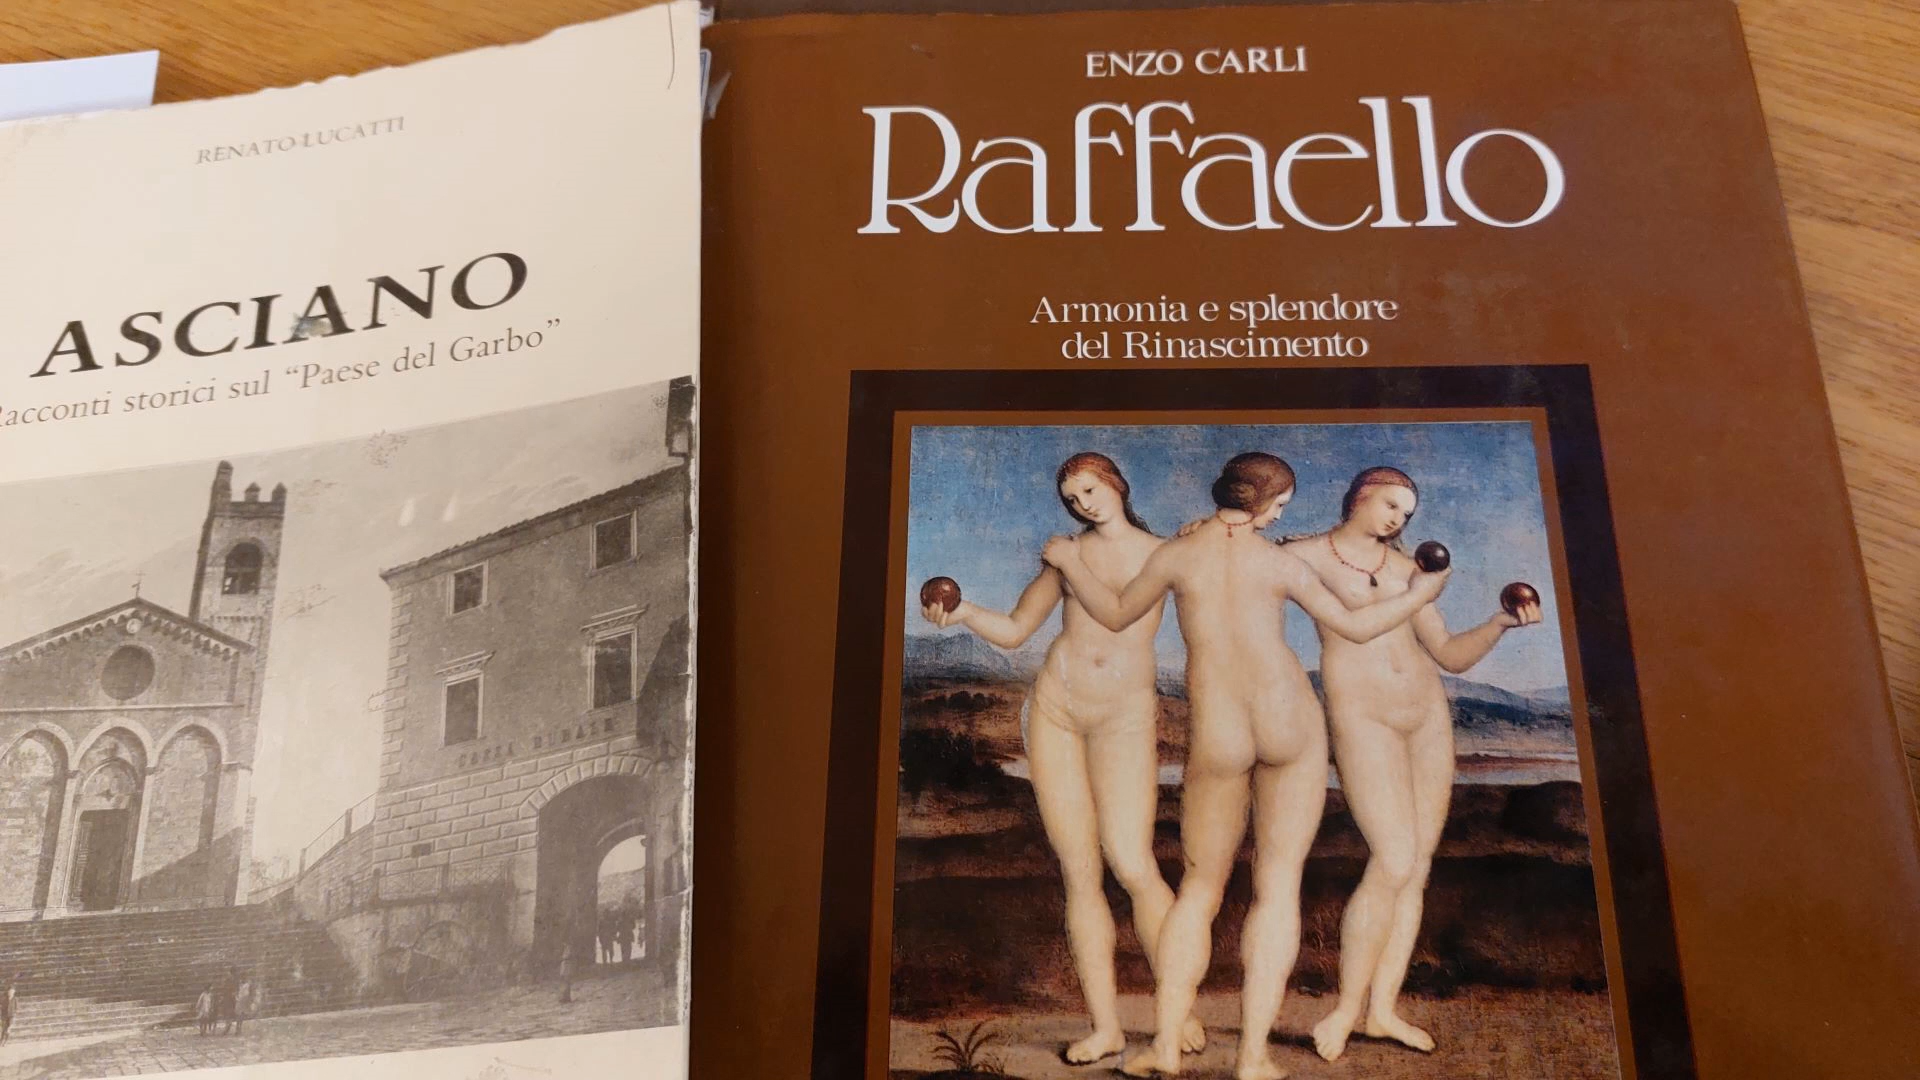 RENATO LUCATTI
ASCIANO
Racconti storici sul “Paese del Garbo”
ENZO CARLI
Raffaello
Armonia e splendore
del Rinascimento